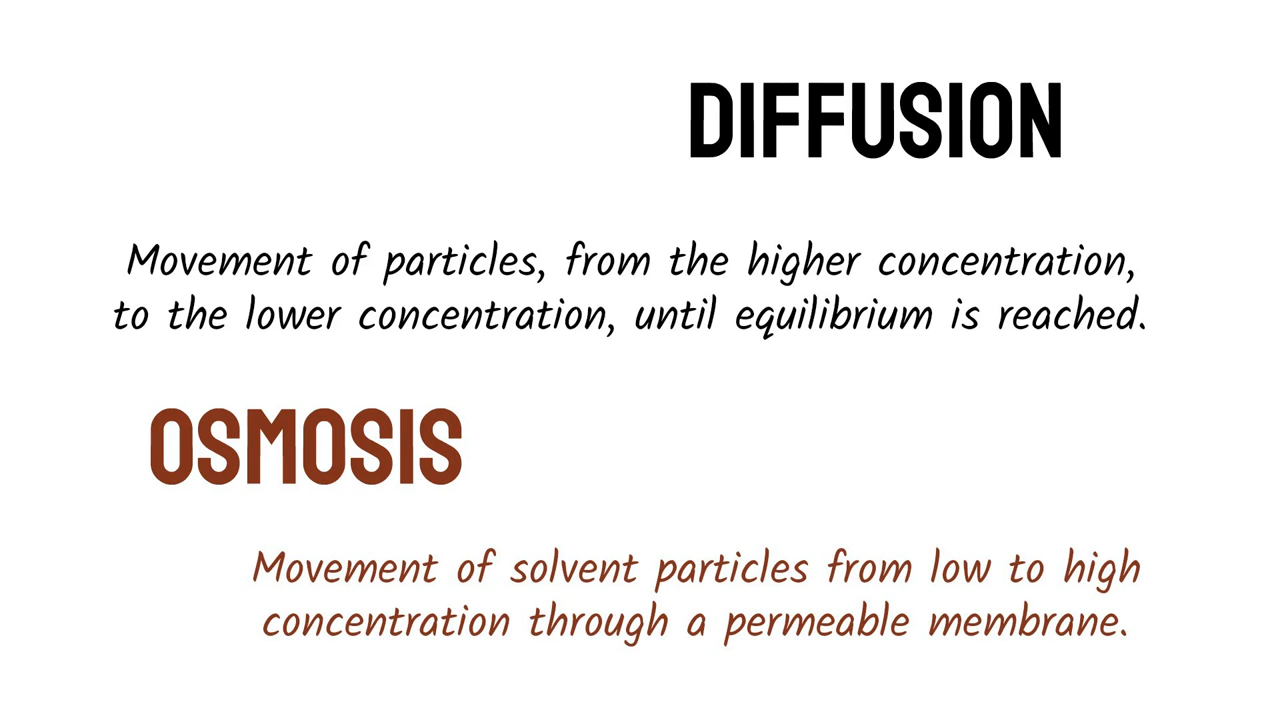 DIFFUSION
Movement of particles, from the higher concentration,
to the lower concentration, until equilibrium is reached.
OSMOSIS
Movement of solvent particles from low to high
concentration through a permeable membrane.